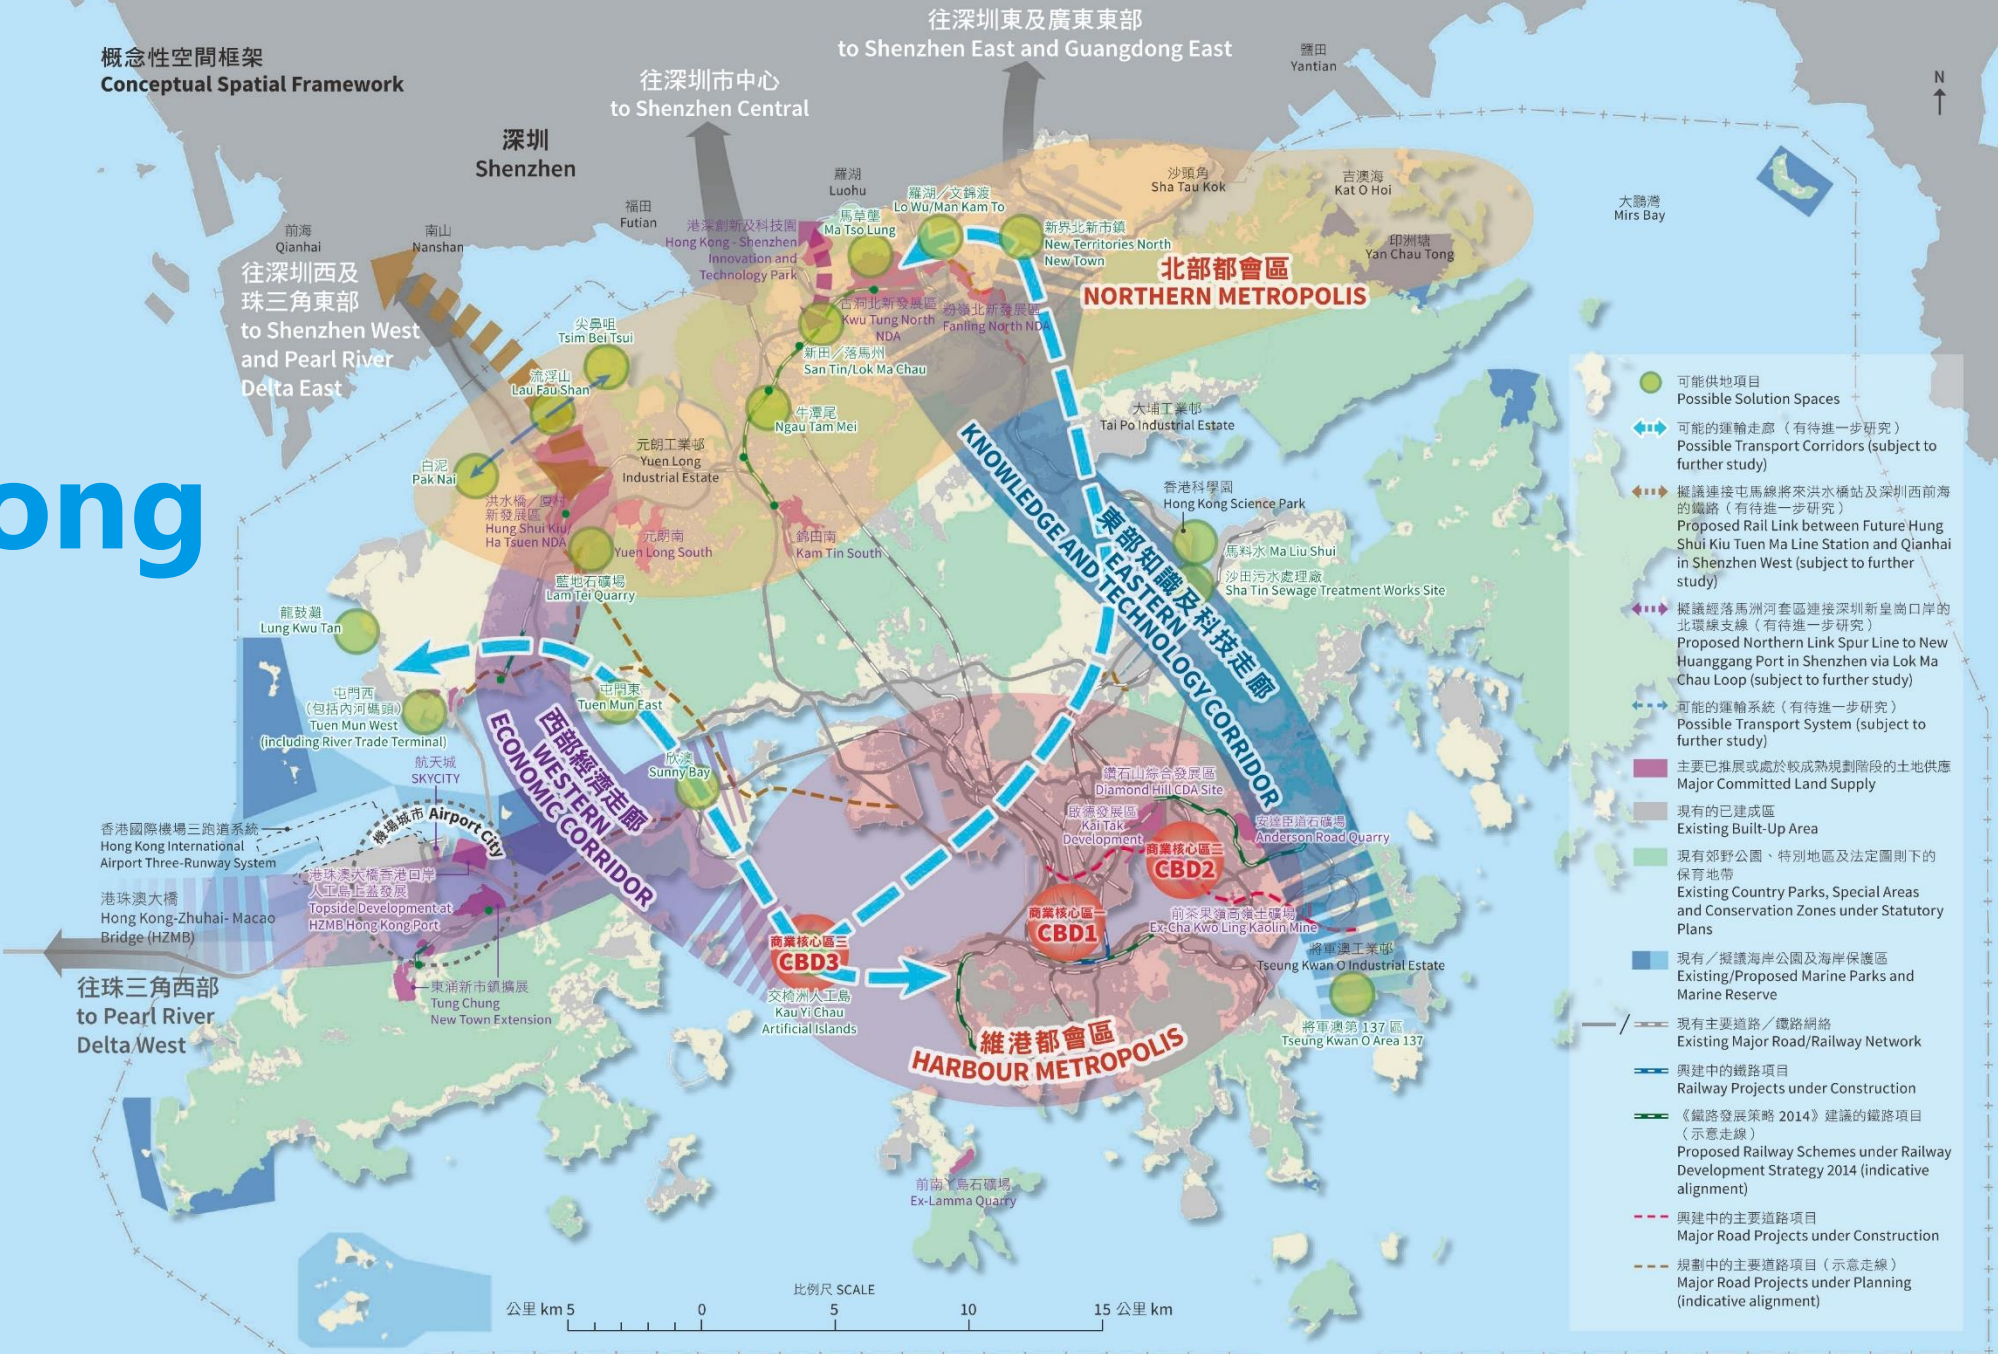 概念性空間框架
Conceptual Spatial Framework
往深圳東及廣東東部
to Shenzhen East and Guangdong East
往深圳市中心
to Shenzhen Central
鹽田
Yantian
N
深圳
Shenzhen
羅湖
Luohu
福田
Futian
前海
Qianhai
南山
Nanshan
沙頭角
Sha Tau Kok
吉澳海
Kat O Hoi
大鵬灣
Mirs Bay
印洲塘
Yan Chau Tong
往深圳西及
珠三角東部
to Shenzhen West
and Pearl River
Delta East
港深創新及科技園
Hong Kong - Shenzhen
Innovation and
Technology Park
馬草壟
Ma Tso Lung
羅湖／文錦渡
Lo Wu/Man Kam To
新界北新市鎮
New Territories North
New Town
北部都會區
NORTHERN METROPOLIS
古洞北新發展區
Kwu Tung North
NDA
粉嶺北新發展區
Fanling North NDA
尖鼻咀
Tsim Bei Tsui
流浮山
Lau Fau Shan
新田／落馬州
San Tin/Lok Ma Chau
牛潭尾
Ngau Tam Mei
大埔工業邨
Tai Po Industrial Estate
元朗工業邨
Yuen Long
Industrial Estate
白泥
Pak Nai
洪水橋／厦村
新發展區
Hung Shui Kiu/
Ha Tsuen NDA
元朗南
Yuen Long South
錦田南
Kam Tin South
藍地石礦場
Lam Tei Quarry
ong
香港科學園
Hong Kong Science Park
馬料水 Ma Liu Shui
沙田污水處理廠
Sha Tin Sewage Treatment Works Site
東部知識及科技走廊
EASTERN
KNOWLEDGE AND TECHNOLOGY CORRIDOR
龍鼓灘
Lung Kwu Tan
屯門西
(包括內河碼頭)
Tuen Mun West
(including River Trade Terminal)
屯門東
Tuen Mun East
西部經濟走廊
WESTERN
ECONOMIC CORRIDOR
欣澳
Sunny Bay
航天城
SKYCITY
機場城市 Airport City
香港國際機場三跑道系統
Hong Kong International
Airport Three-Runway System
港珠澳大橋
Hong Kong-Zhuhai- Macao
Bridge (HZMB)
港珠澳大橋香港口岸
人工島上蓋發展
Topside Development at
HZMB Hong Kong Port
往珠三角西部
to Pearl River
Delta West
東涌新市鎮擴展
Tung Chung
New Town Extension
鑽石山綜合發展區
Diamond Hill CDA Site
啟德發展區
Kai Tak
Development
安達臣道石礦場
Anderson Road Quarry
商業核心區二
CBD2
商業核心區一
CBD1
商業核心區三
CBD3
前茶果嶺高嶺土礦場
Ex-Cha Kwo Ling Kaolin Mine
將軍澳工業邨
Tseung Kwan O Industrial Estate
將軍澳第 137 區
Tseung Kwan O Area 137
交椅洲人工島
Kau Yi Chau
Artificial Islands
維港都會區
HARBOUR METROPOLIS
前南丫島石礦場
Ex-Lamma Quarry
比例尺 SCALE
公里 km 5 0 5 10 15 公里 km
可能供地項目
Possible Solution Spaces
可能的運輸走廊（有待進一步研究）
Possible Transport Corridors (subject to
further study)
擬議連接屯馬線將來洪水橋站及深圳西前海
的鐵路（有待進一步研究）
Proposed Rail Link between Future Hung
Shui Kiu Tuen Ma Line Station and Qianhai
in Shenzhen West (subject to further
study)
擬議經落馬洲河套區連接深圳新皇崗口岸的
北環線支線（有待進一步研究）
Proposed Northern Link Spur Line to New
Huanggang Port in Shenzhen via Lok Ma
Chau Loop (subject to further study)
可能的運輸系統（有待進一步研究）
Possible Transport System (subject to
further study)
主要已推展或處於較成熟規劃階段的土地供應
Major Committed Land Supply
現有的已建成區
Existing Built-Up Area
現有郊野公園、特別地區及法定圖則下的
保育地帶
Existing Country Parks, Special Areas
and Conservation Zones under Statutory
Plans
現有／擬議海岸公園及海岸保護區
Existing/Proposed Marine Parks and
Marine Reserve
現有主要道路／鐵路網絡
Existing Major Road/Railway Network
興建中的鐵路項目
Railway Projects under Construction
《鐵路發展策略 2014》建議的鐵路項目
（示意走線）
Proposed Railway Schemes under Railway
Development Strategy 2014 (indicative
alignment)
興建中的主要道路項目
Major Road Projects under Construction
規劃中的主要道路項目（示意走線）
Major Road Projects under Planning
(indicative alignment)